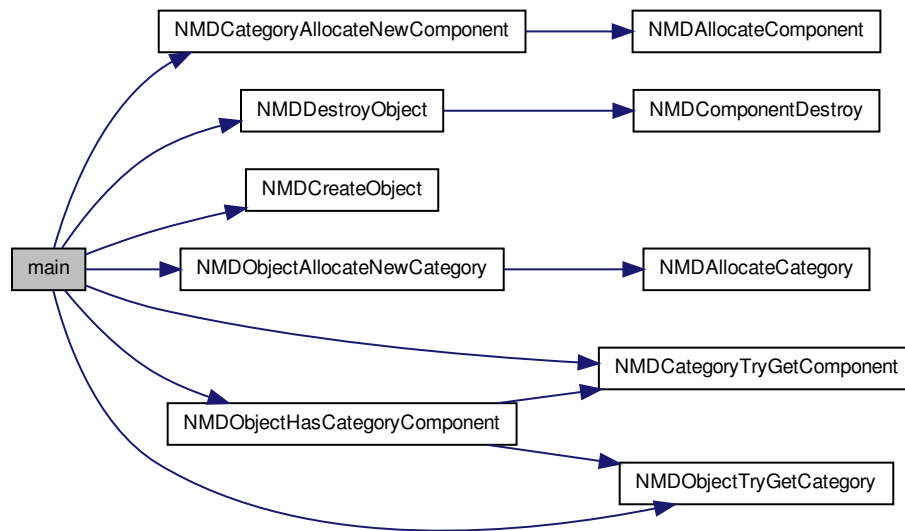 NMDCategoryAllocateNewComponent
NMDAllocateComponent
NMDDestroyObject
NMDComponentDestroy
NMDCreateObject
main
NMDObjectAllocateNewCategory
NMDAllocateCategory
NMDCategoryTryGetComponent
NMDObjectHasCategoryComponent
NMDObjectTryGetCategory